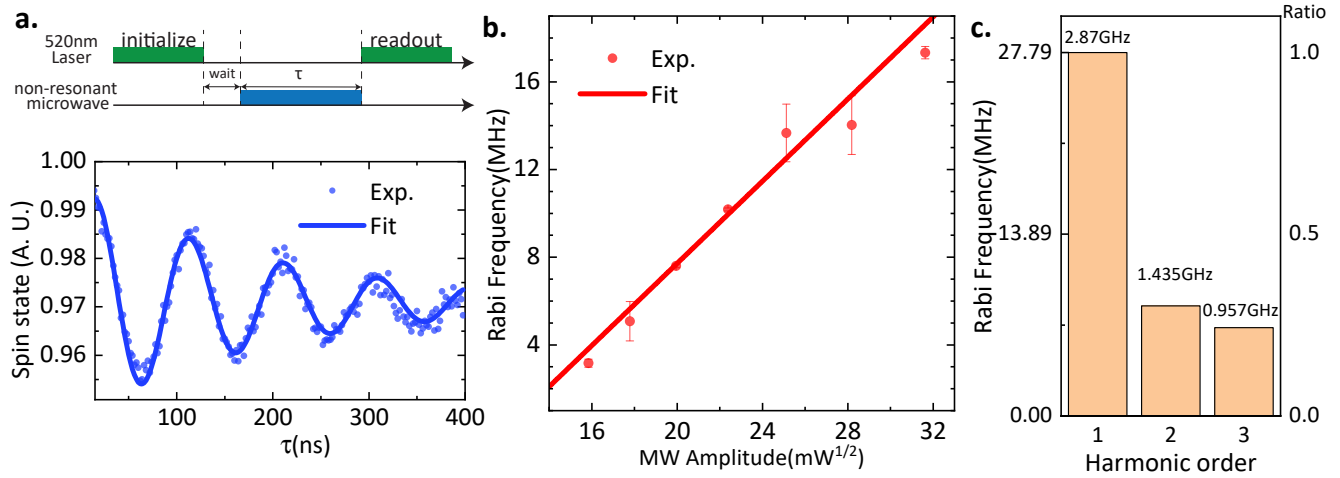 a.
520nm
Laser
initialize
readout
wait
τ
non-resonant
microwave
1.00
0.99
0.98
0.97
0.96
Spin state (A. U.)
Exp.
Fit
100
200
300
400
τ(ns)
b.
16
12
8
4
Rabi Frequency(MHz)
Exp.
Fit
16
20
24
28
32
MW Amplitude(mW1/2)
c.
Ratio
27.79
13.89
0.00
Rabi Frequency(MHz)
2.87GHz
1.435GHz
0.957GHz
1.0
0.5
0.0
1
2
3
Harmonic order